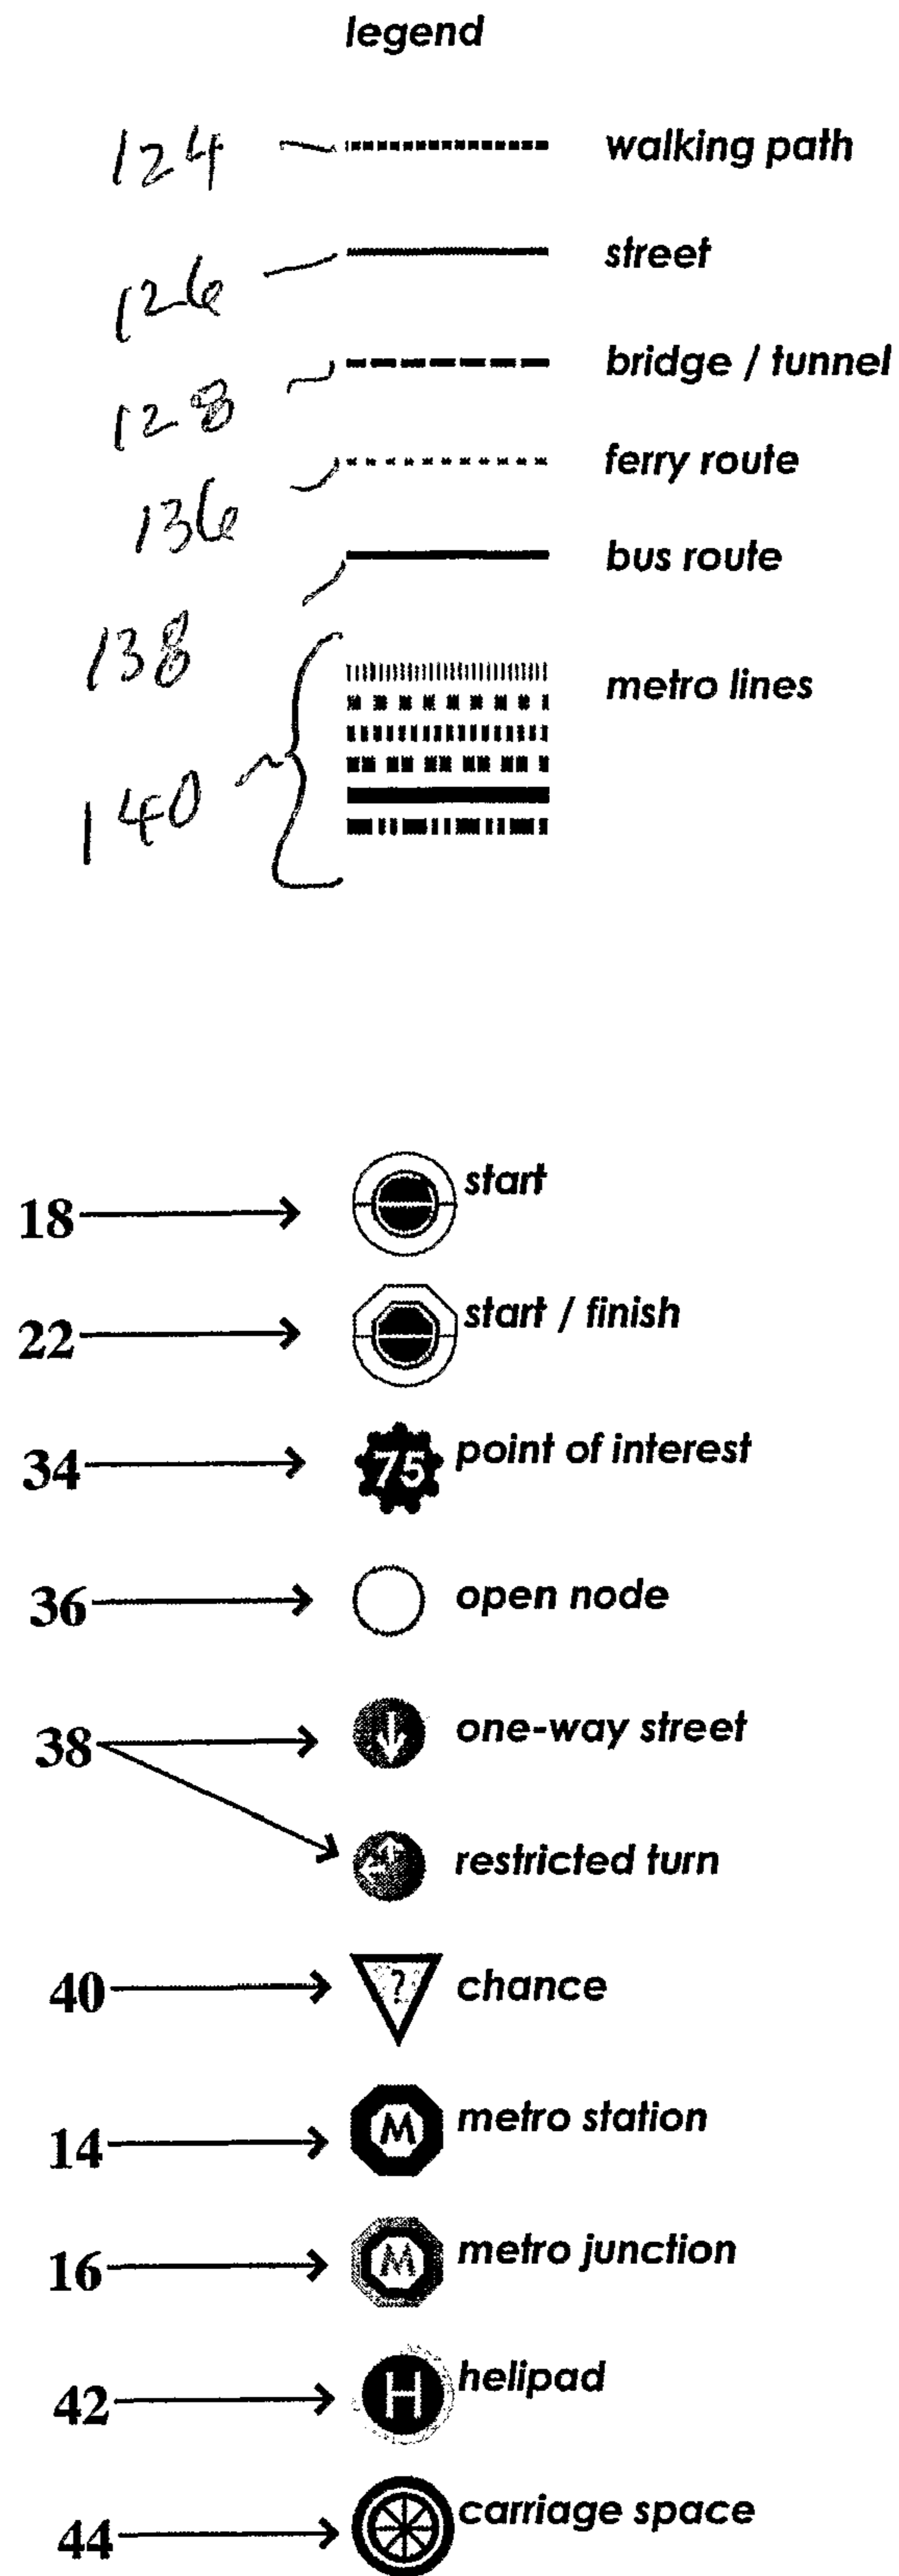 legend
124 walking path
126 street
128 bridge / tunnel
136 ferry route
138 bus route
140 metro lines
18 start
22 start / finish
34 75 point of interest
36 open node
38 one-way street
restricted turn
40 ? chance
14 M metro station
16 M metro junction
42 H helipad
44 carriage space